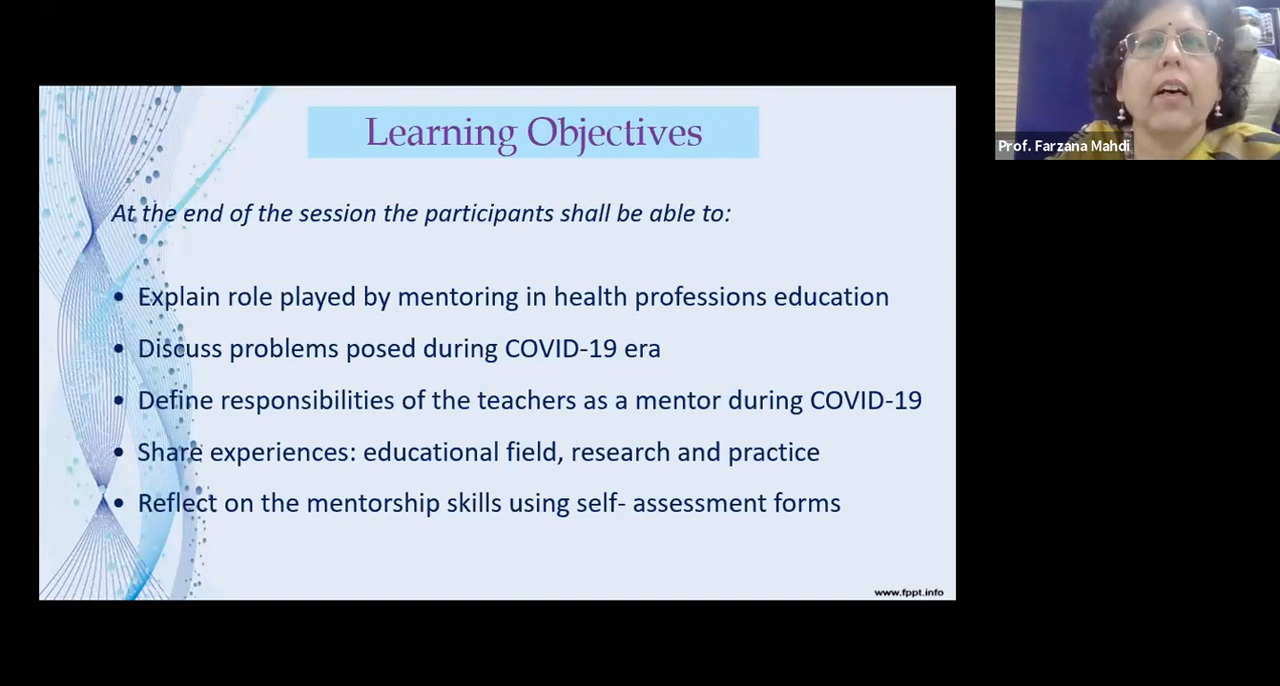 Learning Objectives
At the end of the session the participants shall be able to:
• Explain role played by mentoring in health professions education
• Discuss problems posed during COVID-19 era
• Define responsibilities of the teachers as a mentor during COVID-19
• Share experiences: educational field, research and practice
• Reflect on the mentorship skills using self- assessment forms
www.fppt.info
Prof. Farzana Mahdi